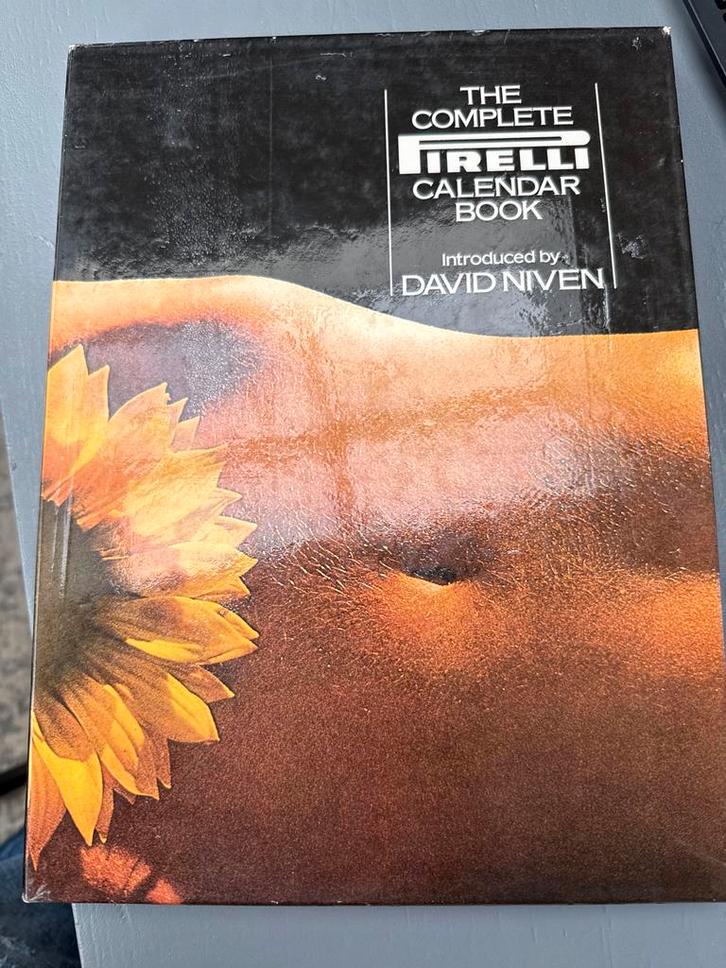 THE
COMPLETE
PIRELLI
CALENDAR
BOOK
Introduced by
DAVID NIVEN